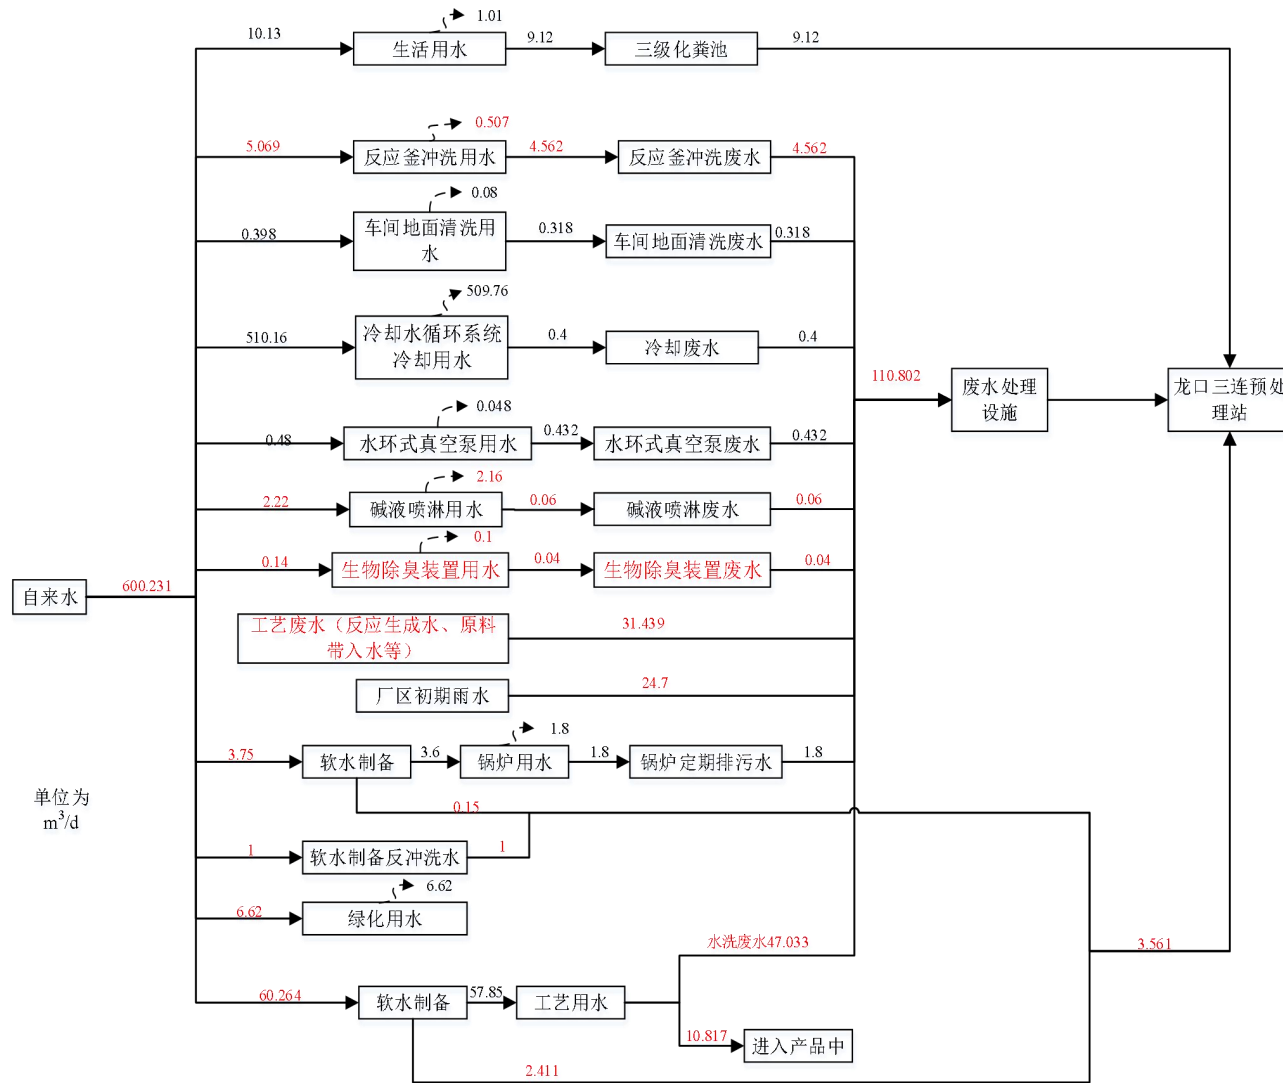 1.01
10.13
生活用水
9.12
三级化粪池
9.12
0.507
5.069
反应釜冲洗用水
4.562
反应釜冲洗废水
4.562
0.08
0.398
车间地面清洗用
水
0.318
车间地面清洗废水
0.318
509.76
510.16
冷却水循环系统
冷却用水
0.4
冷却废水
0.4
110.802
废水处理
设施
龙口三连预处
理站
0.048
0.48
水环式真空泵用水
0.432
水环式真空泵废水
0.432
2.16
2.22
碱液喷淋用水
0.06
碱液喷淋废水
0.06
0.1
0.14
生物除臭装置用水
0.04
生物除臭装置废水
0.04
自来水
600.231
工艺废水（反应生成水、原料
带入水等）
31.439
厂区初期雨水
24.7
1.8
3.75
软水制备
3.6
锅炉用水
1.8
锅炉定期排污水
1.8
单位为
m³/d
0.15
1
软水制备反冲洗水
1
6.62
6.62
绿化用水
水洗废水47.033
3.561
60.264
软水制备
57.85
工艺用水
10.817
进入产品中
2.411